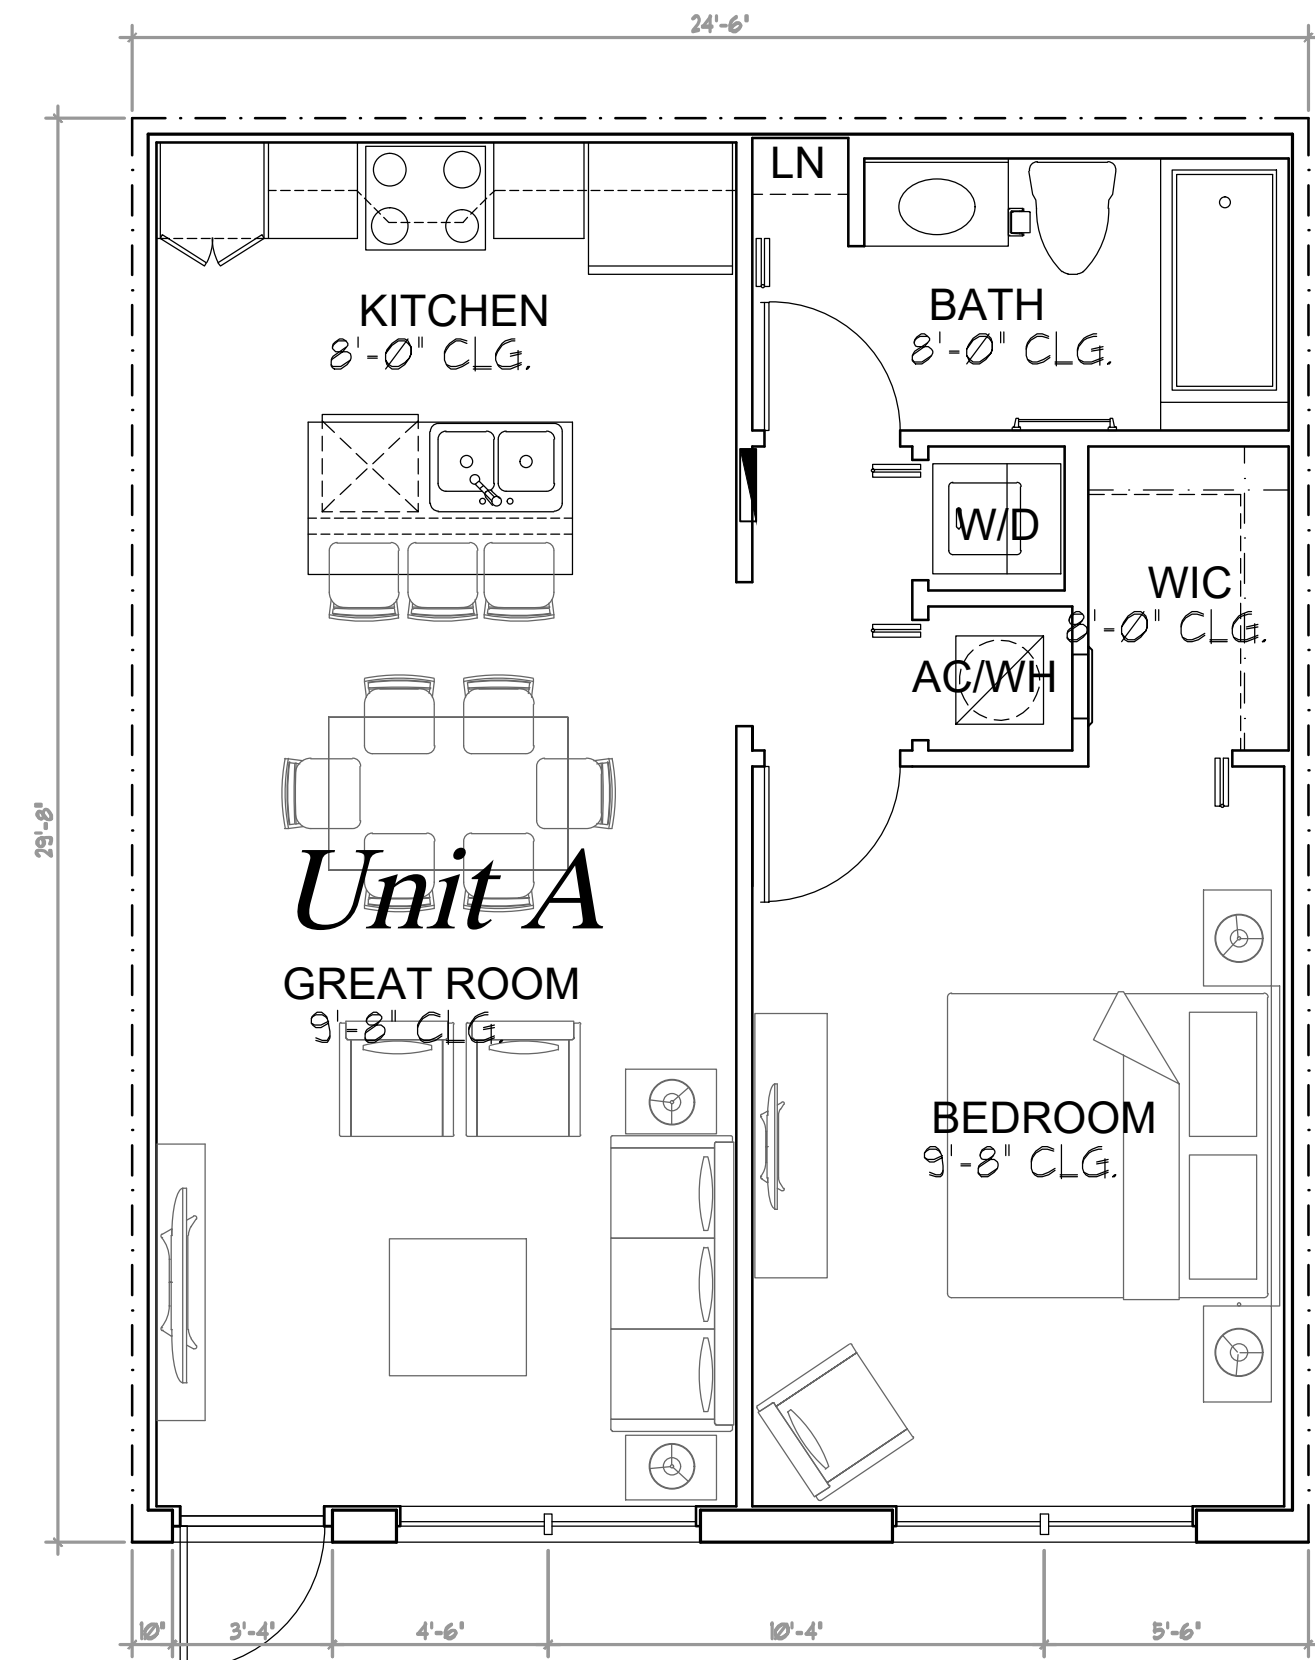 24'-6"
LN
KITCHEN
8'-0" CLG.
BATH
8'-0" CLG.
W/D
WIC
8'-0" CLG.
AC/WH
29'-8"
Unit A
GREAT ROOM
9'-8" CLG.
BEDROOM
9'-8" CLG.
10" 3'-4" 4'-6" 10'-4" 5'-6"